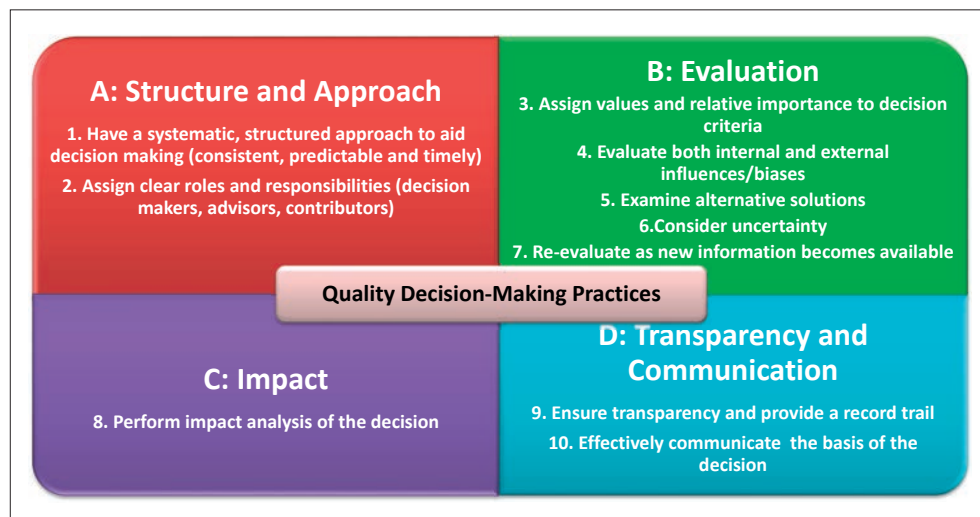 A: Structure and Approach
1. Have a systematic, structured approach to aid
decision making (consistent, predictable and timely)
2. Assign clear roles and responsibilities (decision
makers, advisors, contributors)
B: Evaluation
3. Assign values and relative importance to decision
criteria
4. Evaluate both internal and external
influences/biases
5. Examine alternative solutions
6.Consider uncertainty
7. Re-evaluate as new information becomes available
Quality Decision-Making Practices
C: Impact
8. Perform impact analysis of the decision
D: Transparency and
Communication
9. Ensure transparency and provide a record trail
10. Effectively communicate  the basis of the
decision